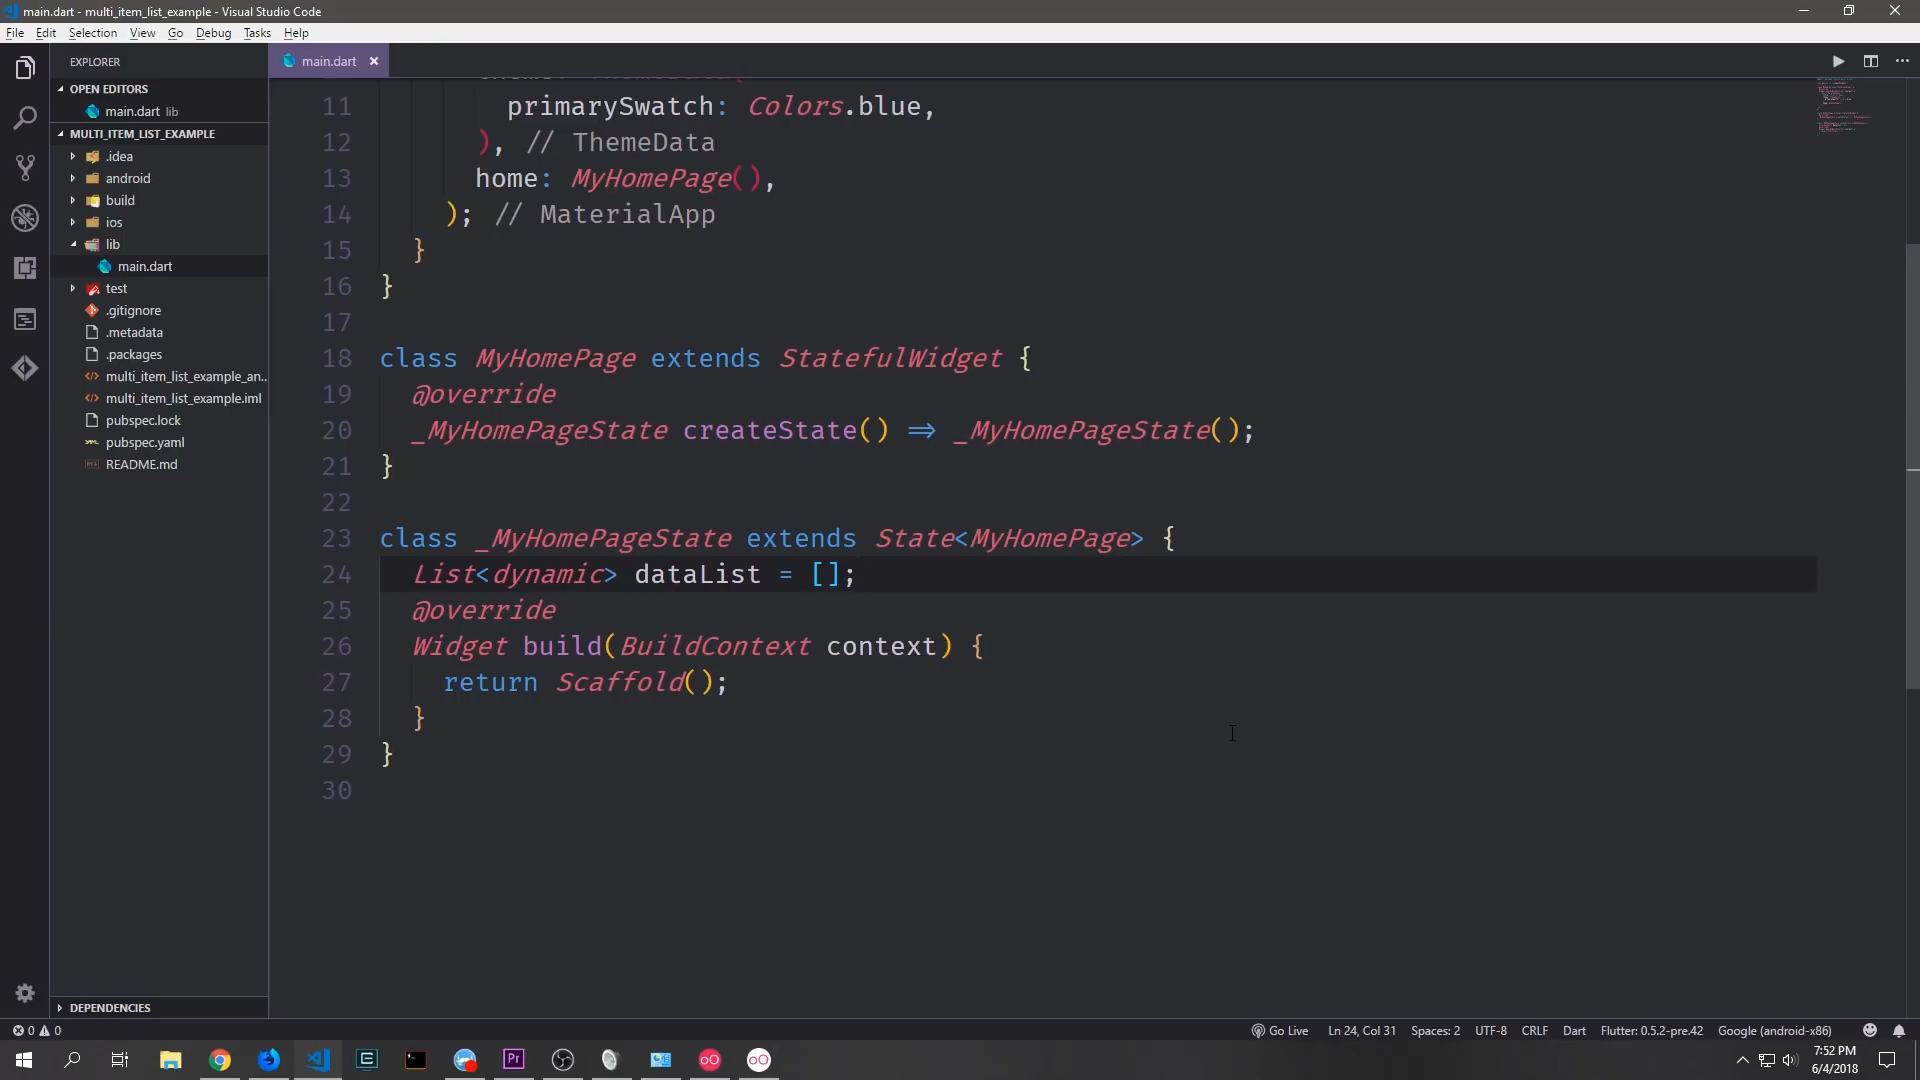 main.dart - multi_item_list_example - Visual Studio Code
File Edit Selection View Go Debug Tasks Help
EXPLORER
main.dart
OPEN EDITORS
main.dart lib
MULTI_ITEM_LIST_EXAMPLE
.idea
android
build
ios
lib
main.dart
test
.gitignore
.metadata
.packages
multi_item_list_example_an..
multi_item_list_example.iml
pubspec.lock
pubspec.yaml
README.md
DEPENDENCIES
11 primarySwatch: Colors.blue,
12 ), // ThemeData
13 home: MyHomePage(),
14 ); // MaterialApp
15 }
16 }
17
18 class MyHomePage extends StatefulWidget {
19 @override
20 _MyHomePageState createState() => _MyHomePageState();
21 }
22
23 class _MyHomePageState extends State<MyHomePage> {
24 List<dynamic> dataList = [];
25 @override
26 Widget build(BuildContext context) {
27 return Scaffold();
28 }
29 }
30
0 0 Go Live Ln 24, Col 31 Spaces: 2 UTF-8 CRLF Dart Flutter: 0.5.2-pre.42 Google (android-x86)
Pr
7:52 PM
6/4/2018